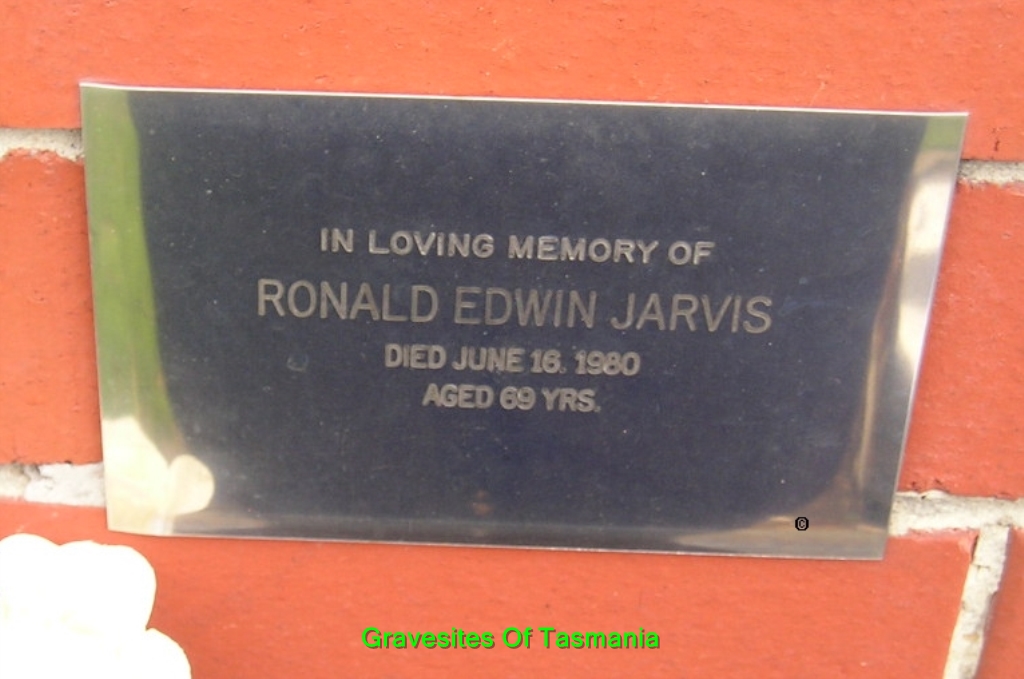 IN LOVING MEMORY OF
RONALD EDWIN JARVIS
DIED JUNE 16. 1980
AGED 69 YRS.
©
Gravesites Of Tasmania